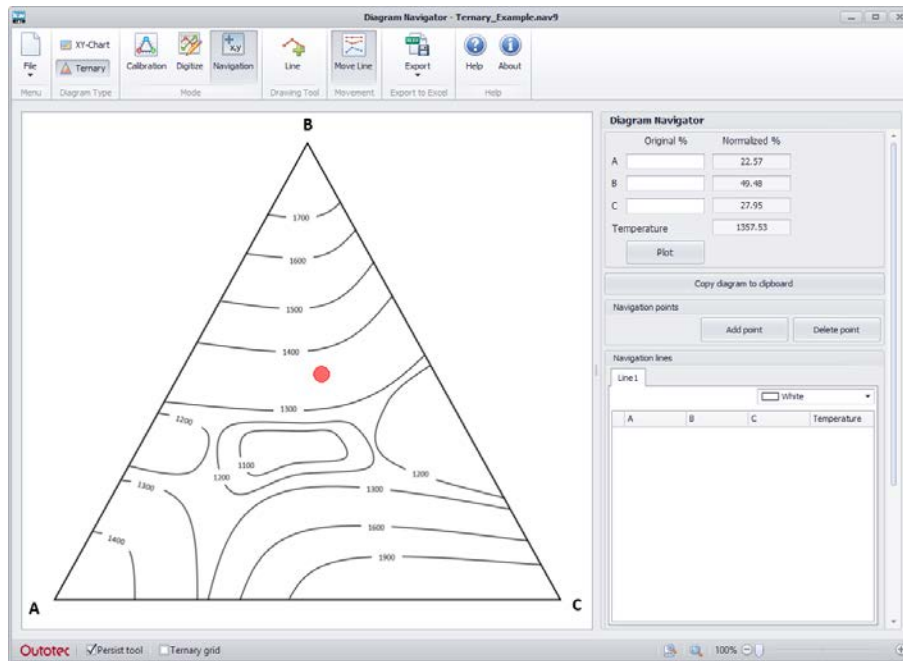 Diagram Navigator - Ternary_Example.nav9
File
XY-Chart
Ternary
Calibration
Digitize
x,y
Navigation
Line
Move Line
Export
Help
About
Menu
Diagram Type
Mode
Drawing Tool
Movement
Export to Excel
Help
B
1700
1600
1500
1400
1300
1200
1100
1200
1200
1300
1300
1400
1600
1900
A
C
Diagram Navigator
Original % Normalized %
A 22.57
B 49.48
C 27.95
Temperature 1357.53
Plot
Copy diagram to clipboard
Navigation points
Add point Delete point
Navigation lines
Line1
White
A B C Temperature
Outotec Persist tool Ternary grid 100%